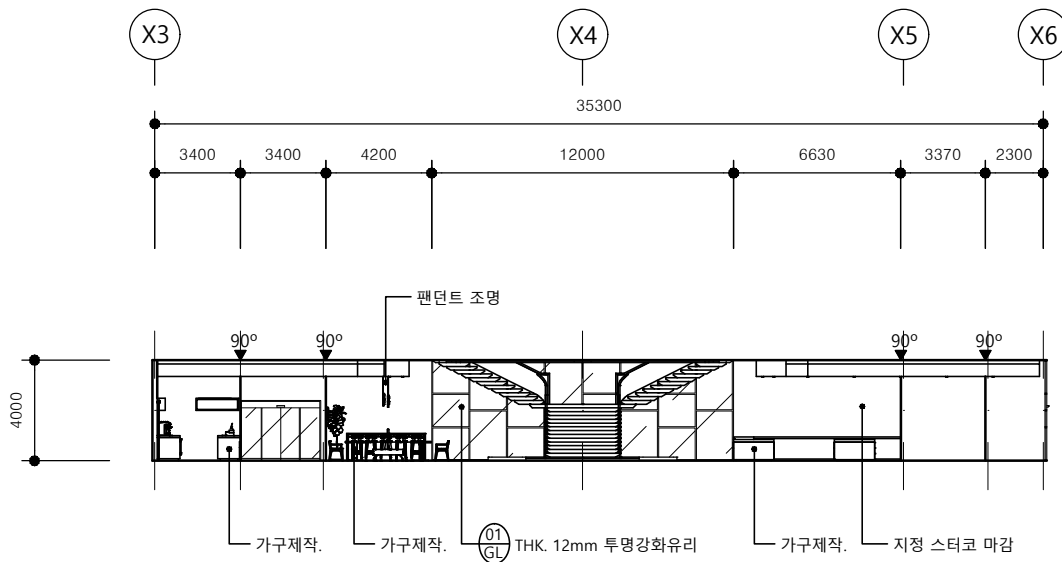 X3
X4
X5
X6
35300
3400
3400
4200
12000
6630
3370
2300
팬던트 조명
90º
90º
90º
90º
4000
가구제작.
가구제작.
01
GL
THK. 12mm 투명강화유리
가구제작.
지정 스터코 마감